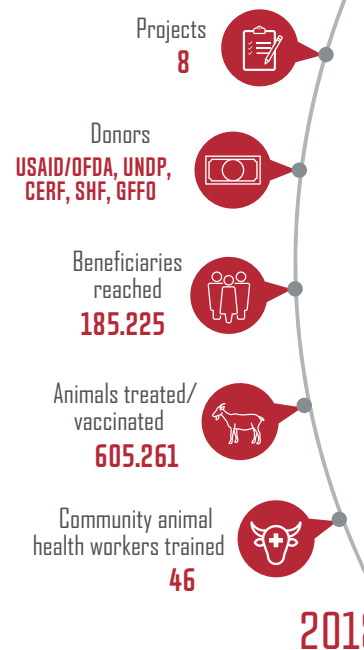 Projects
8
Donors
USAID/OFDA, UNDP,
CERF, SHF, GFFO
Beneficiaries
reached
185.225
Animals treated/
vaccinated
605.261
Community animal
health workers trained
46
2018